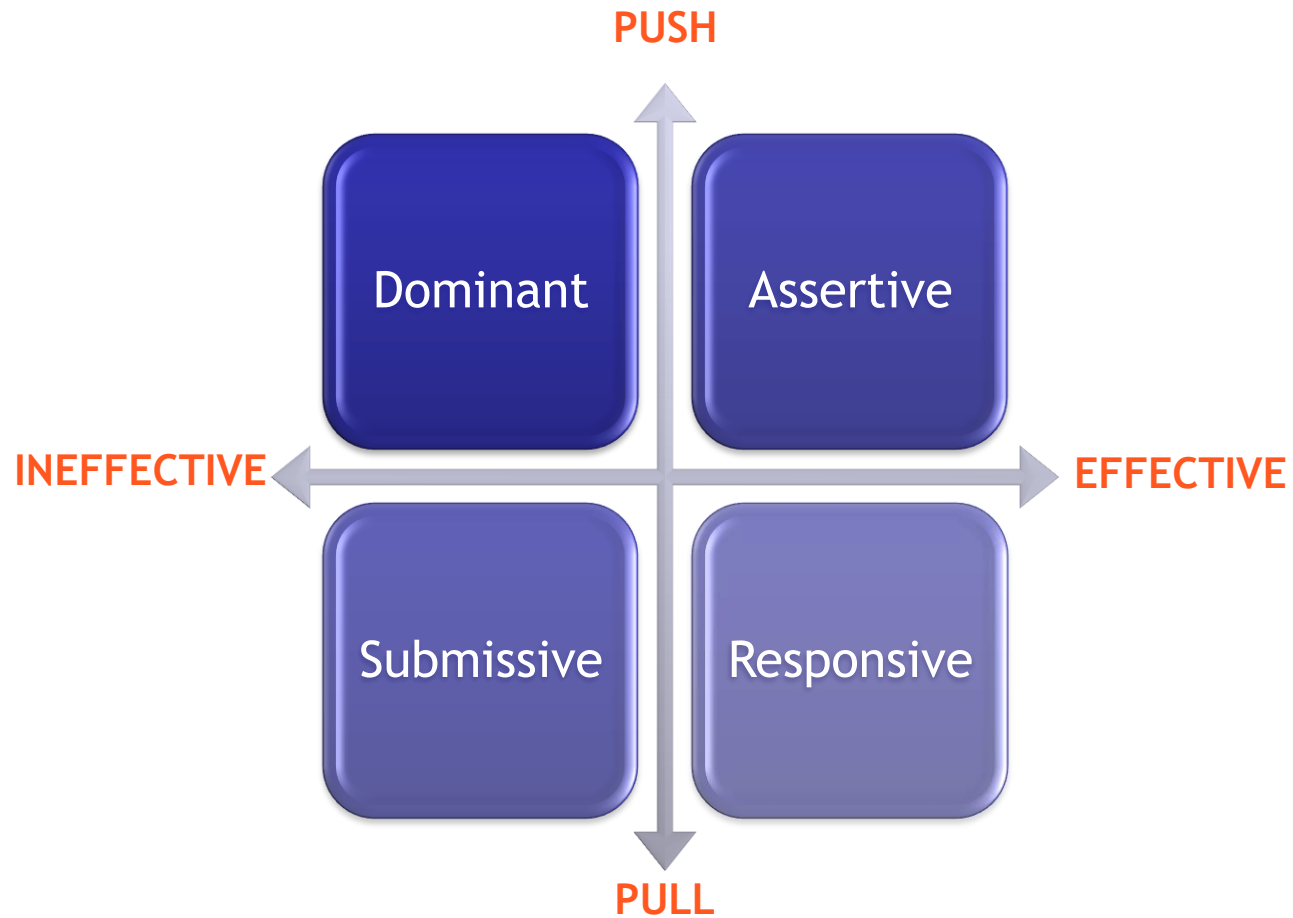 PUSH
Dominant
Assertive
INEFFECTIVE
EFFECTIVE
Submissive
Responsive
PULL